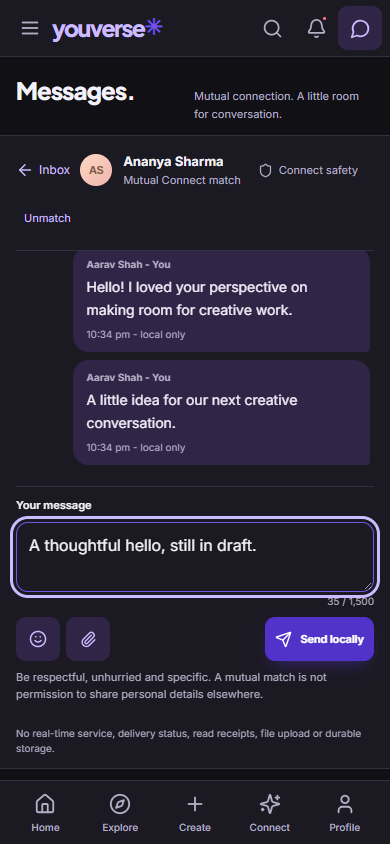 youverse
Messages.
Mutual connection. A little room
for conversation.
Inbox
AS
Ananya Sharma
Mutual Connect match
Connect safety
Unmatch
Aarav Shah - You
Hello! I loved your perspective on
making room for creative work.
10:34 pm - local only
Aarav Shah - You
A little idea for our next creative
conversation.
10:34 pm - local only
Your message
A thoughtful hello, still in draft.
35 / 1,500
Send locally
Be respectful, unhurried and specific. A mutual match is not
permission to share personal details elsewhere.
No real-time service, delivery status, read receipts, file upload or durable
storage.
Home
Explore
Create
Connect
Profile